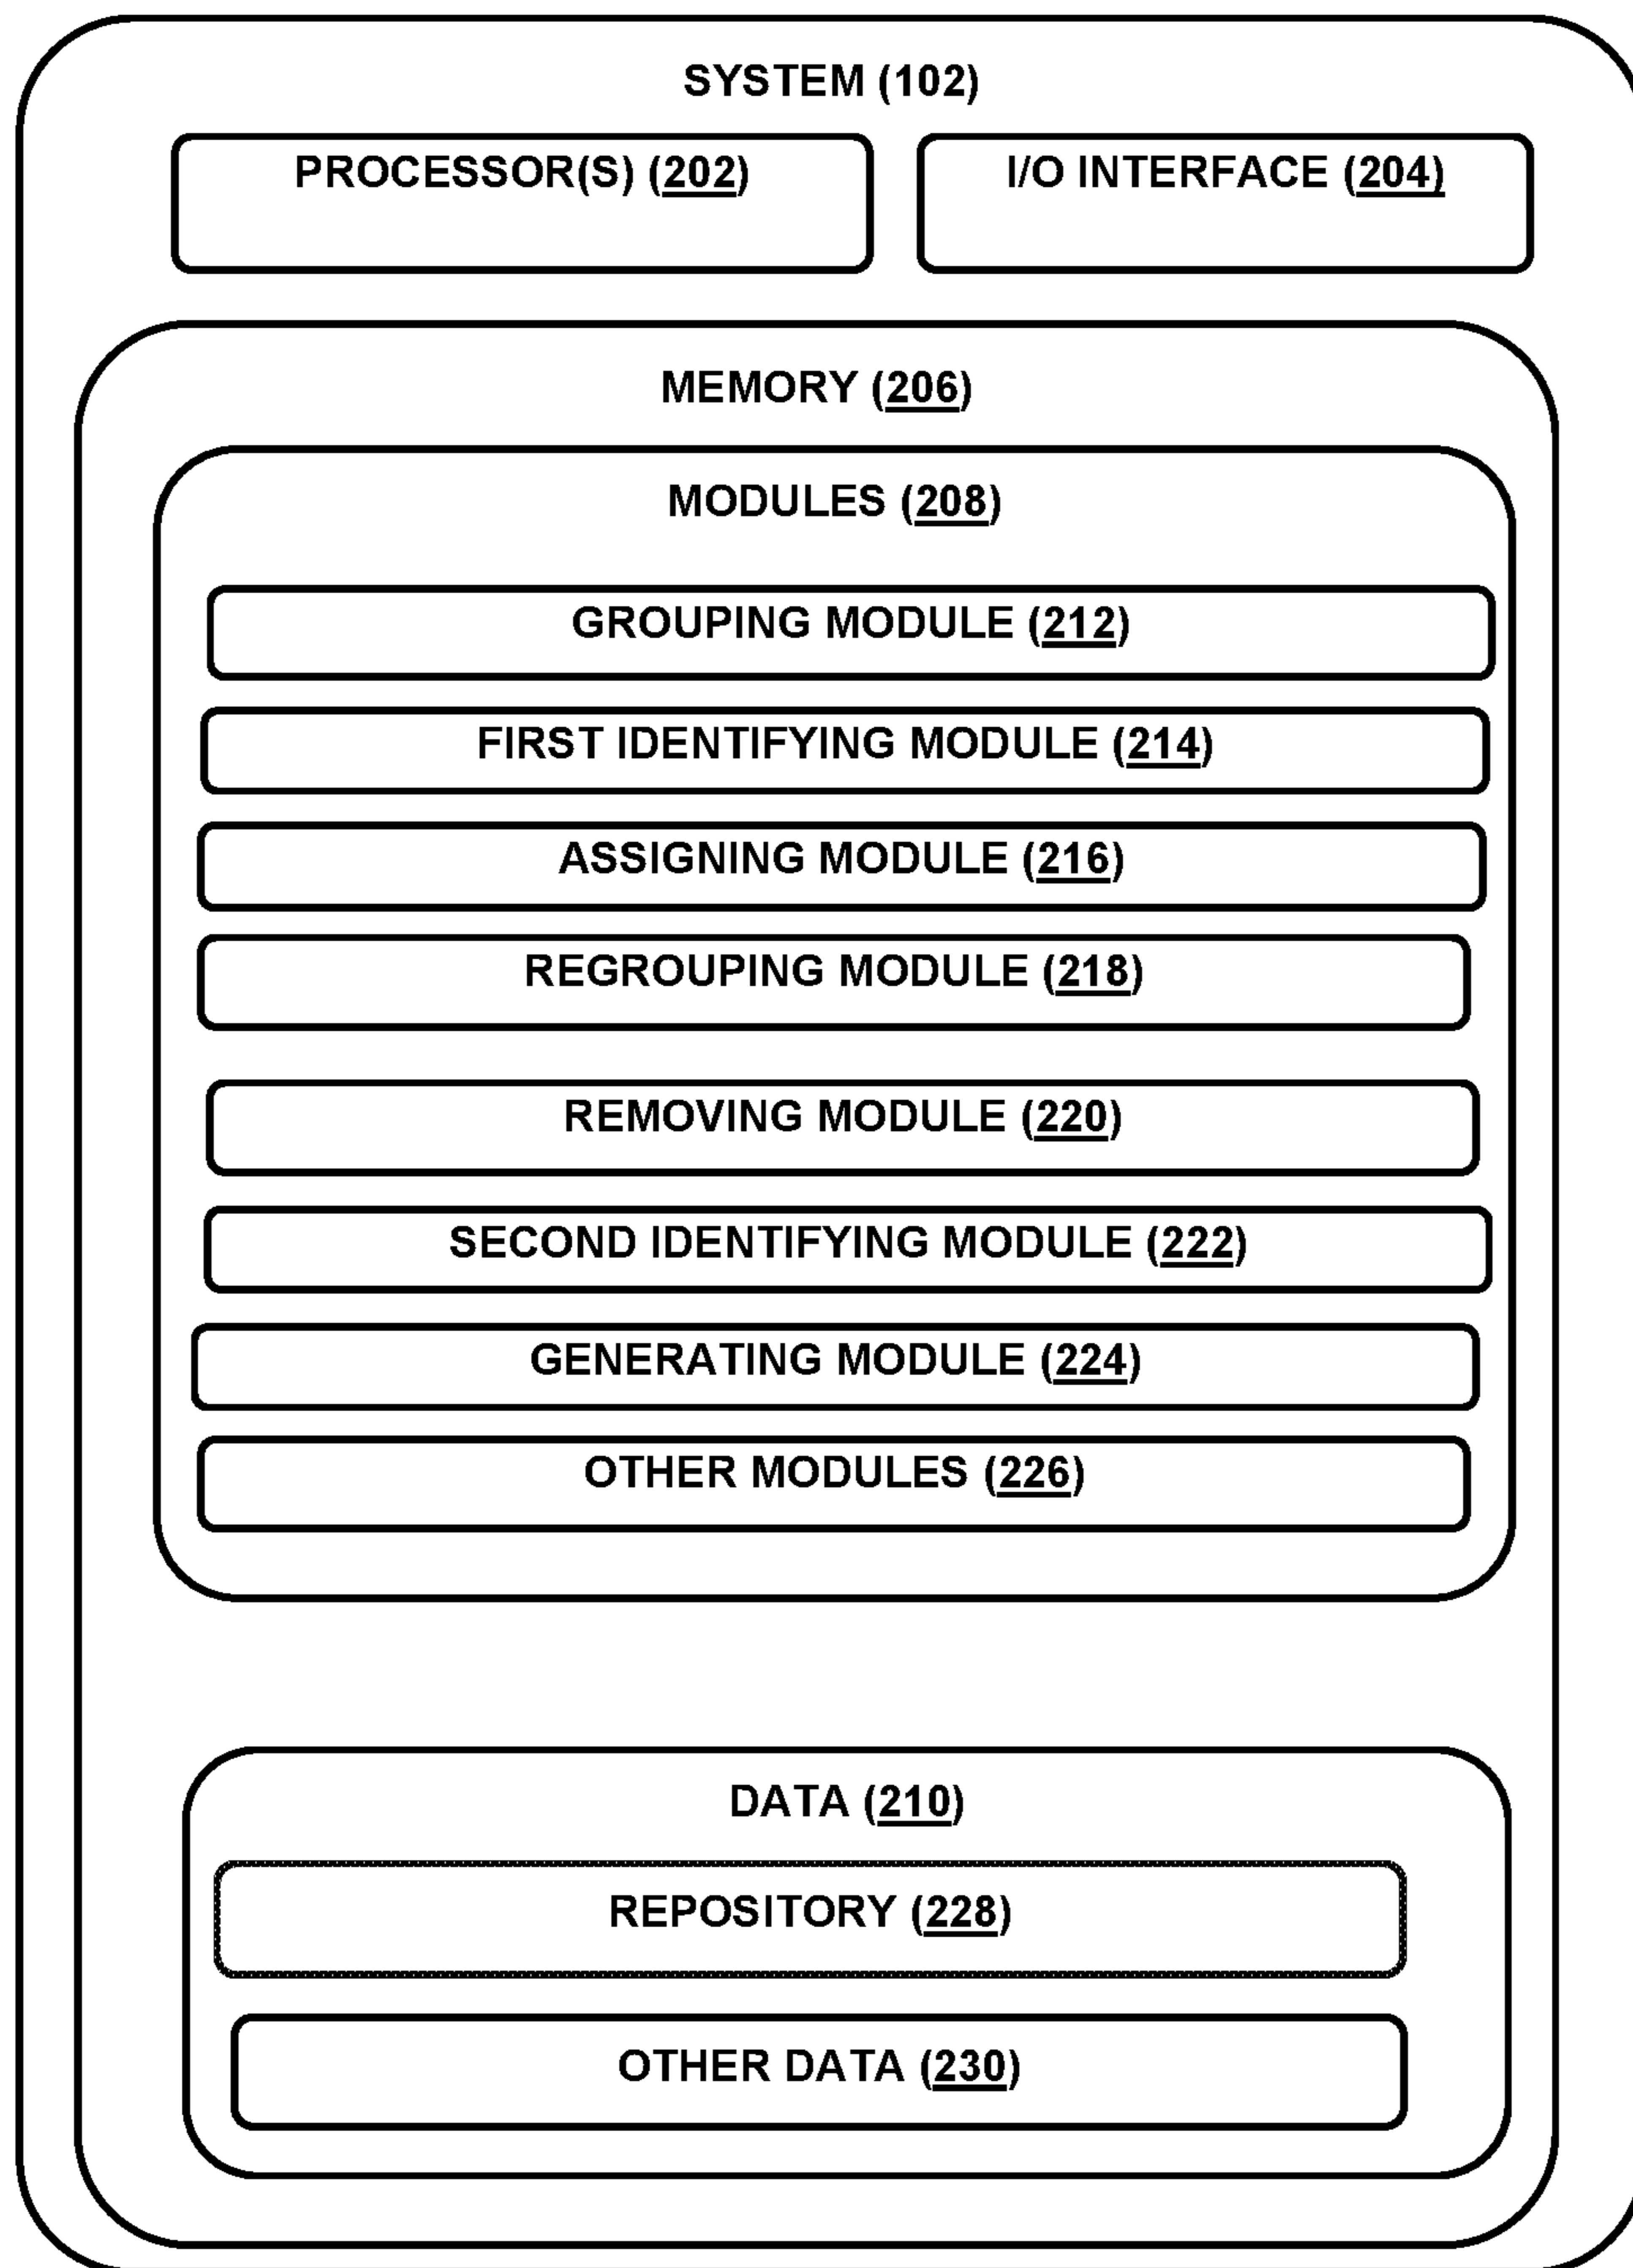 SYSTEM (102)
PROCESSOR(S) (202)
I/O INTERFACE (204)
MEMORY (206)
MODULES (208)
GROUPING MODULE (212)
FIRST IDENTIFYING MODULE (214)
ASSIGNING MODULE (216)
REGROUPING MODULE (218)
REMOVING MODULE (220)
SECOND IDENTIFYING MODULE (222)
GENERATING MODULE (224)
OTHER MODULES (226)
DATA (210)
REPOSITORY (228)
OTHER DATA (230)